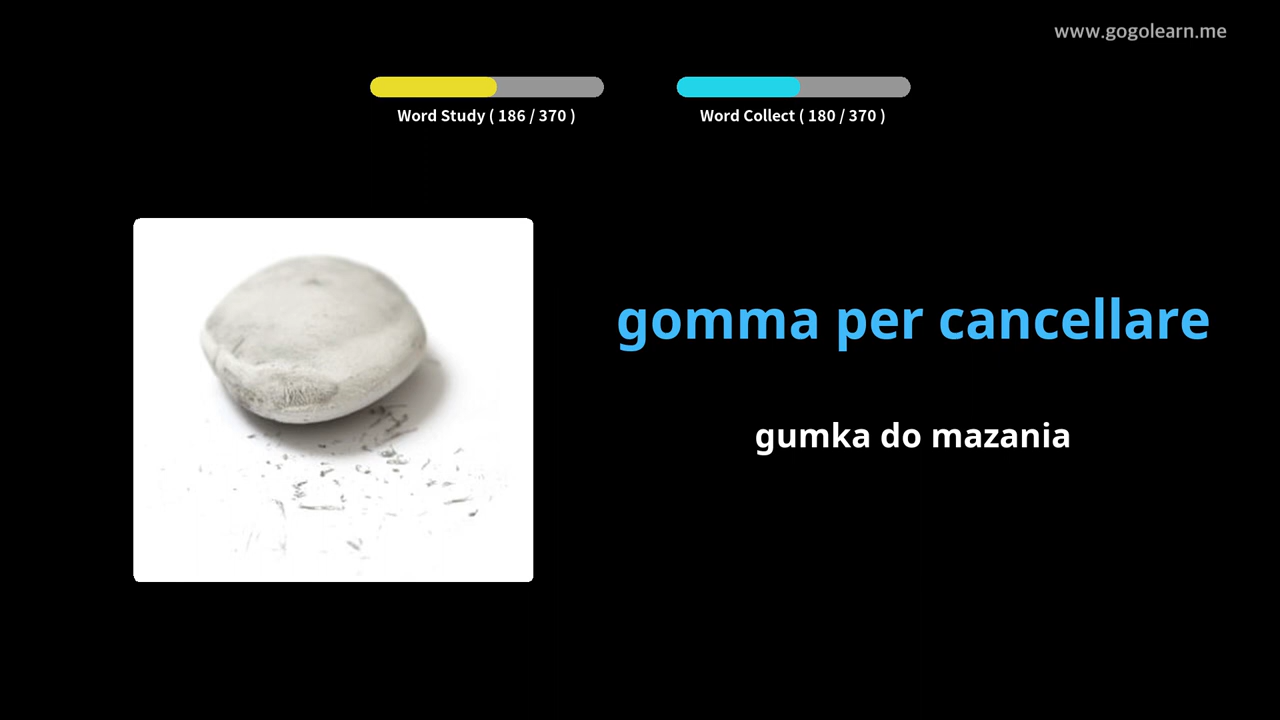 www.gogolearn.me
Word Study ( 186 / 370 )
Word Collect ( 180 / 370 )
gomma per cancellare
gumka do mazania